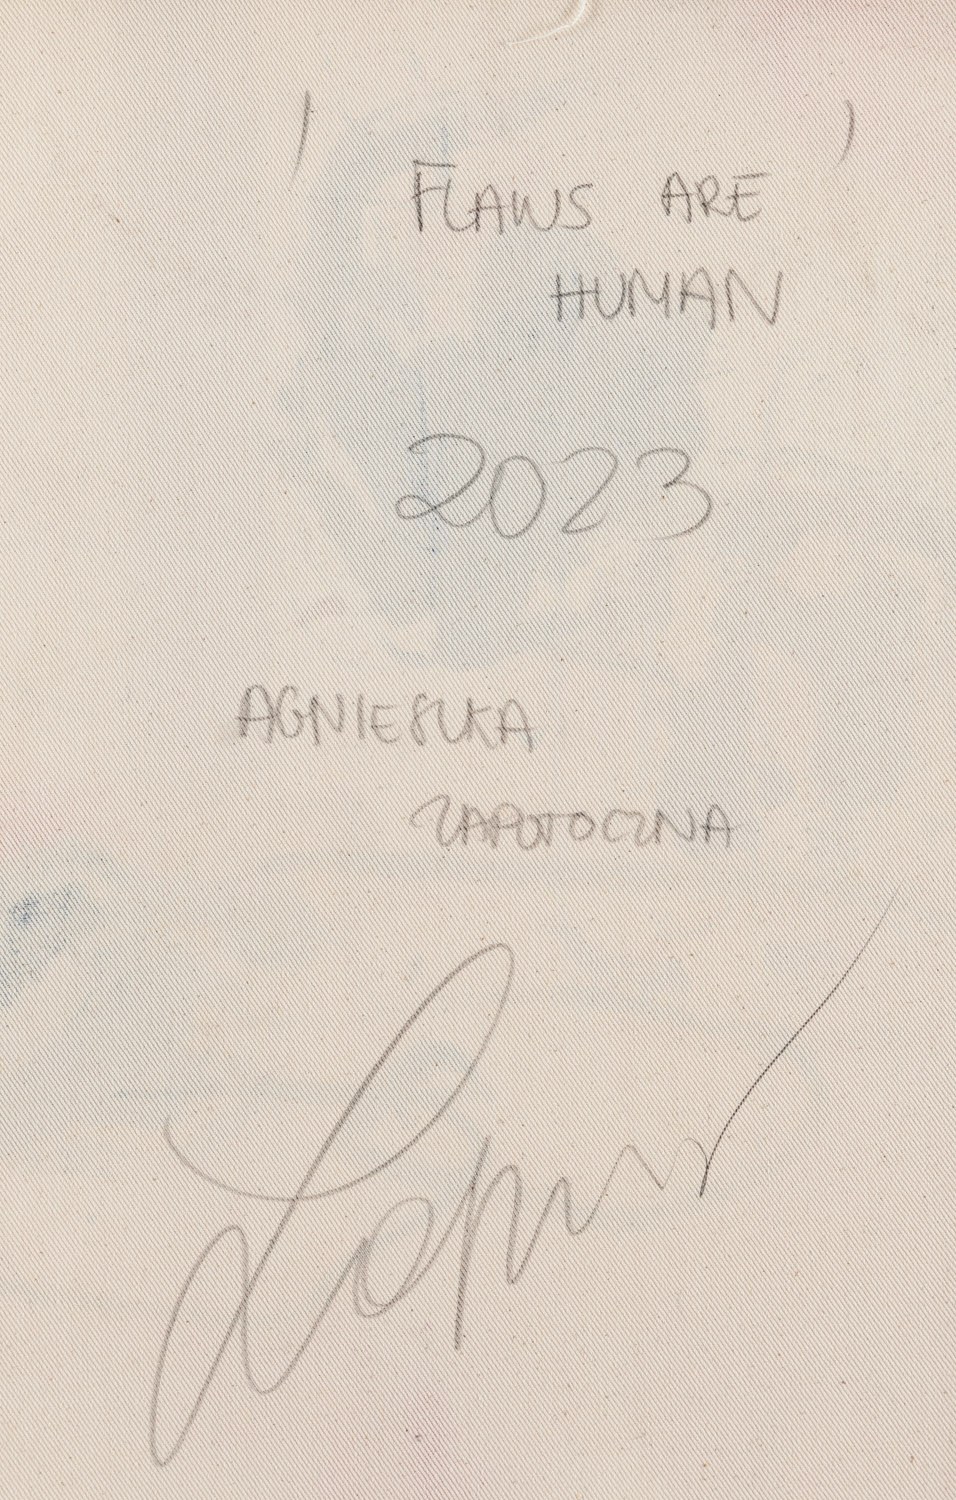 ' FLAWS ARE '
HUMAN
2023
AGNIESZKA
ZAPOTOCZNA